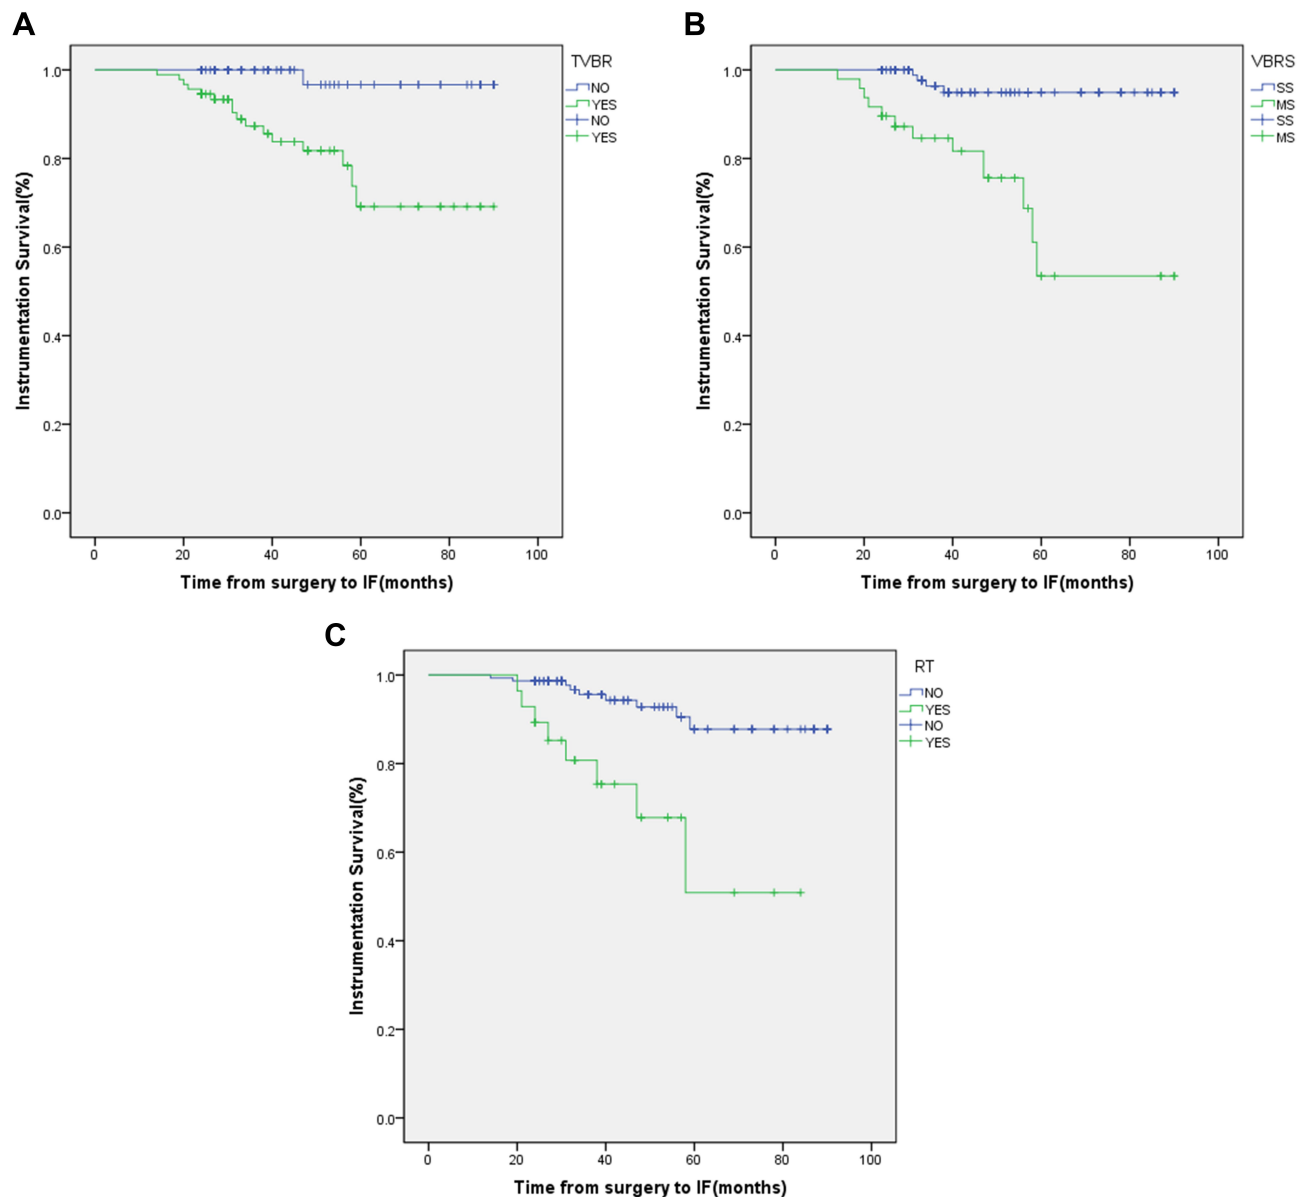 A
TVBR
NO
YES
NO
YES
1.0
0.8
0.6
0.4
0.2
0.0
Instrumentation Survival(%)
0 20 40 60 80 100
Time from surgery to IF(months)
B
VBRS
SS
MS
SS
MS
1.0
0.8
0.6
0.4
0.2
0.0
Instrumentation Survival(%)
0 20 40 60 80 100
Time from surgery to IF(months)
C
RT
NO
YES
NO
YES
1.0
0.8
0.6
0.4
0.2
0.0
Instrumentation Survival(%)
0 20 40 60 80 100
Time from surgery to IF(months)